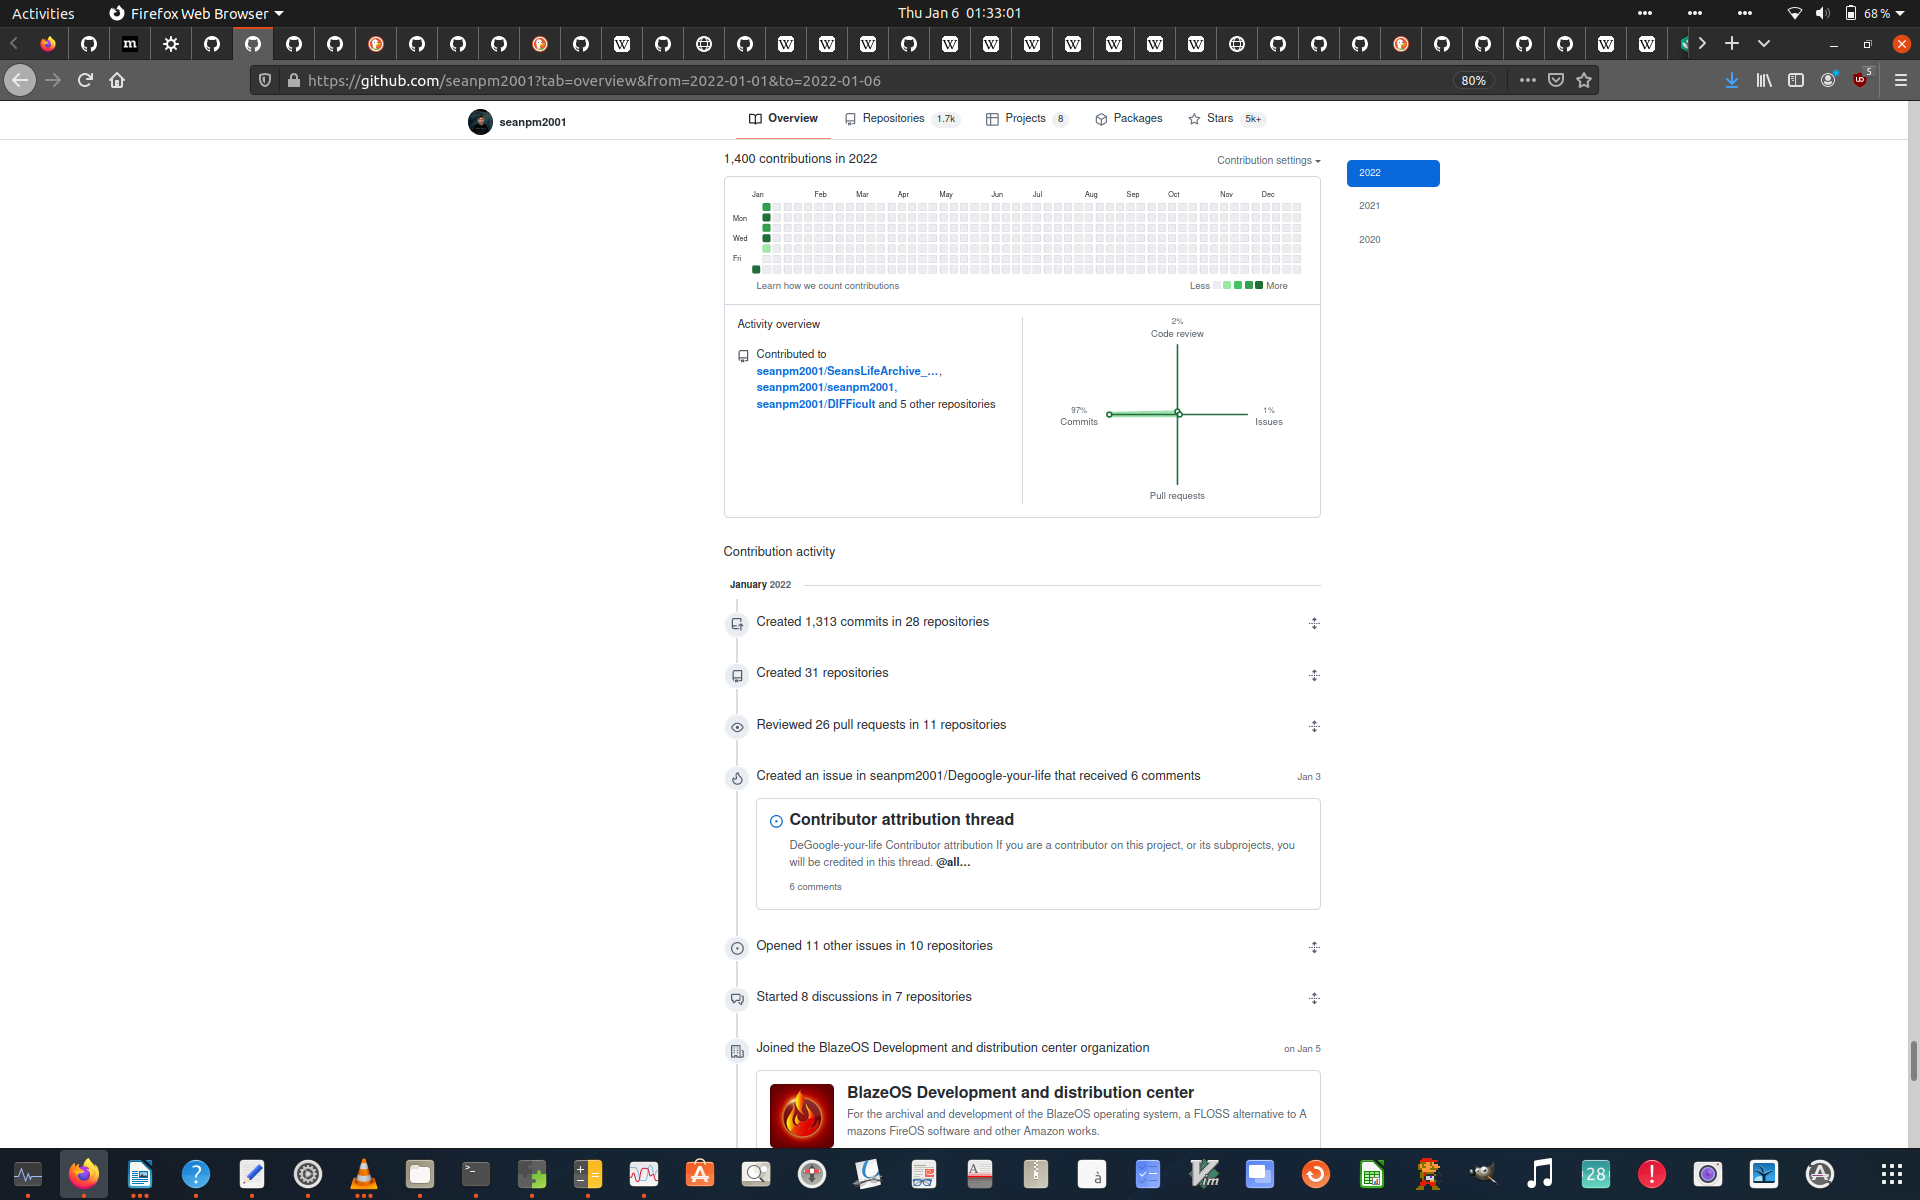 Activities
Firefox Web Browser
Thu Jan 6 01:33:01
68 %
https://github.com/seanpm2001?tab=overview&from=2022-01-01&to=2022-01-06
80%
5
seanpm2001
Overview
Repositories 1.7k
Projects 8
Packages
Stars 5k+
1,400 contributions in 2022
Contribution settings
2022
2021
2020
Jan Feb Mar Apr May Jun Jul Aug Sep Oct Nov Dec
Mon
Wed
Fri
Learn how we count contributions
Less More
Activity overview
Contributed to
seanpm2001/SeansLifeArchive_…,
seanpm2001/seanpm2001,
seanpm2001/DIFFicult and 5 other repositories
2%
Code review
97%
Commits
1%
Issues
Pull requests
Contribution activity
January 2022
Created 1,313 commits in 28 repositories
Created 31 repositories
Reviewed 26 pull requests in 11 repositories
Created an issue in seanpm2001/Degoogle-your-life that received 6 comments
Jan 3
Contributor attribution thread
DeGoogle-your-life Contributor attribution If you are a contributor on this project, or its subprojects, you
will be credited in this thread. @all…
6 comments
Opened 11 other issues in 10 repositories
Started 8 discussions in 7 repositories
Joined the BlazeOS Development and distribution center organization
on Jan 5
BlazeOS Development and distribution center
For the archival and development of the BlazeOS operating system, a FLOSS alternative to A
mazons FireOS software and other Amazon works.
28